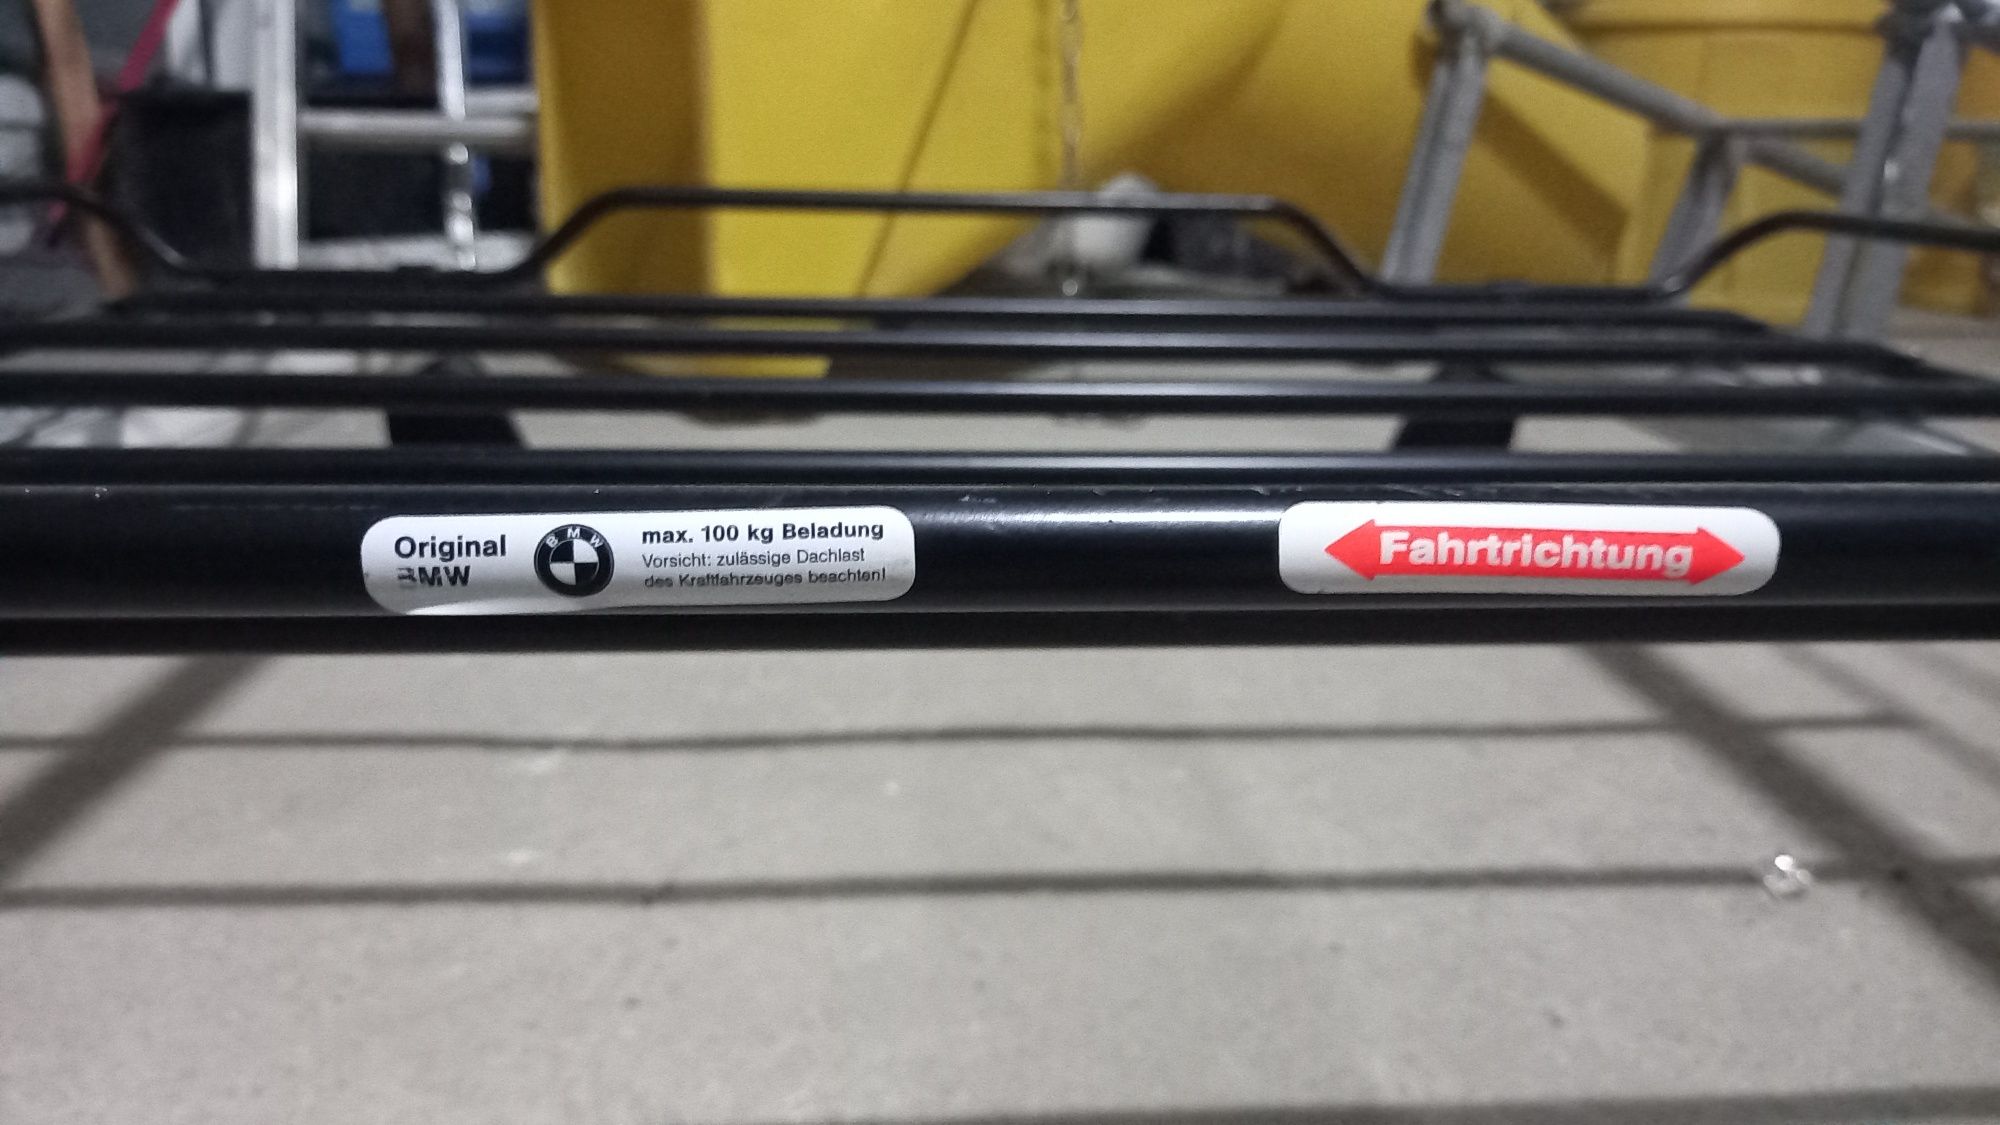 Original
BMW
BMW
max. 100 kg Beladung
Vorsicht: zulässige Dachlast
des Kraftfahrzeuges beachten!
Fahrtrichtung